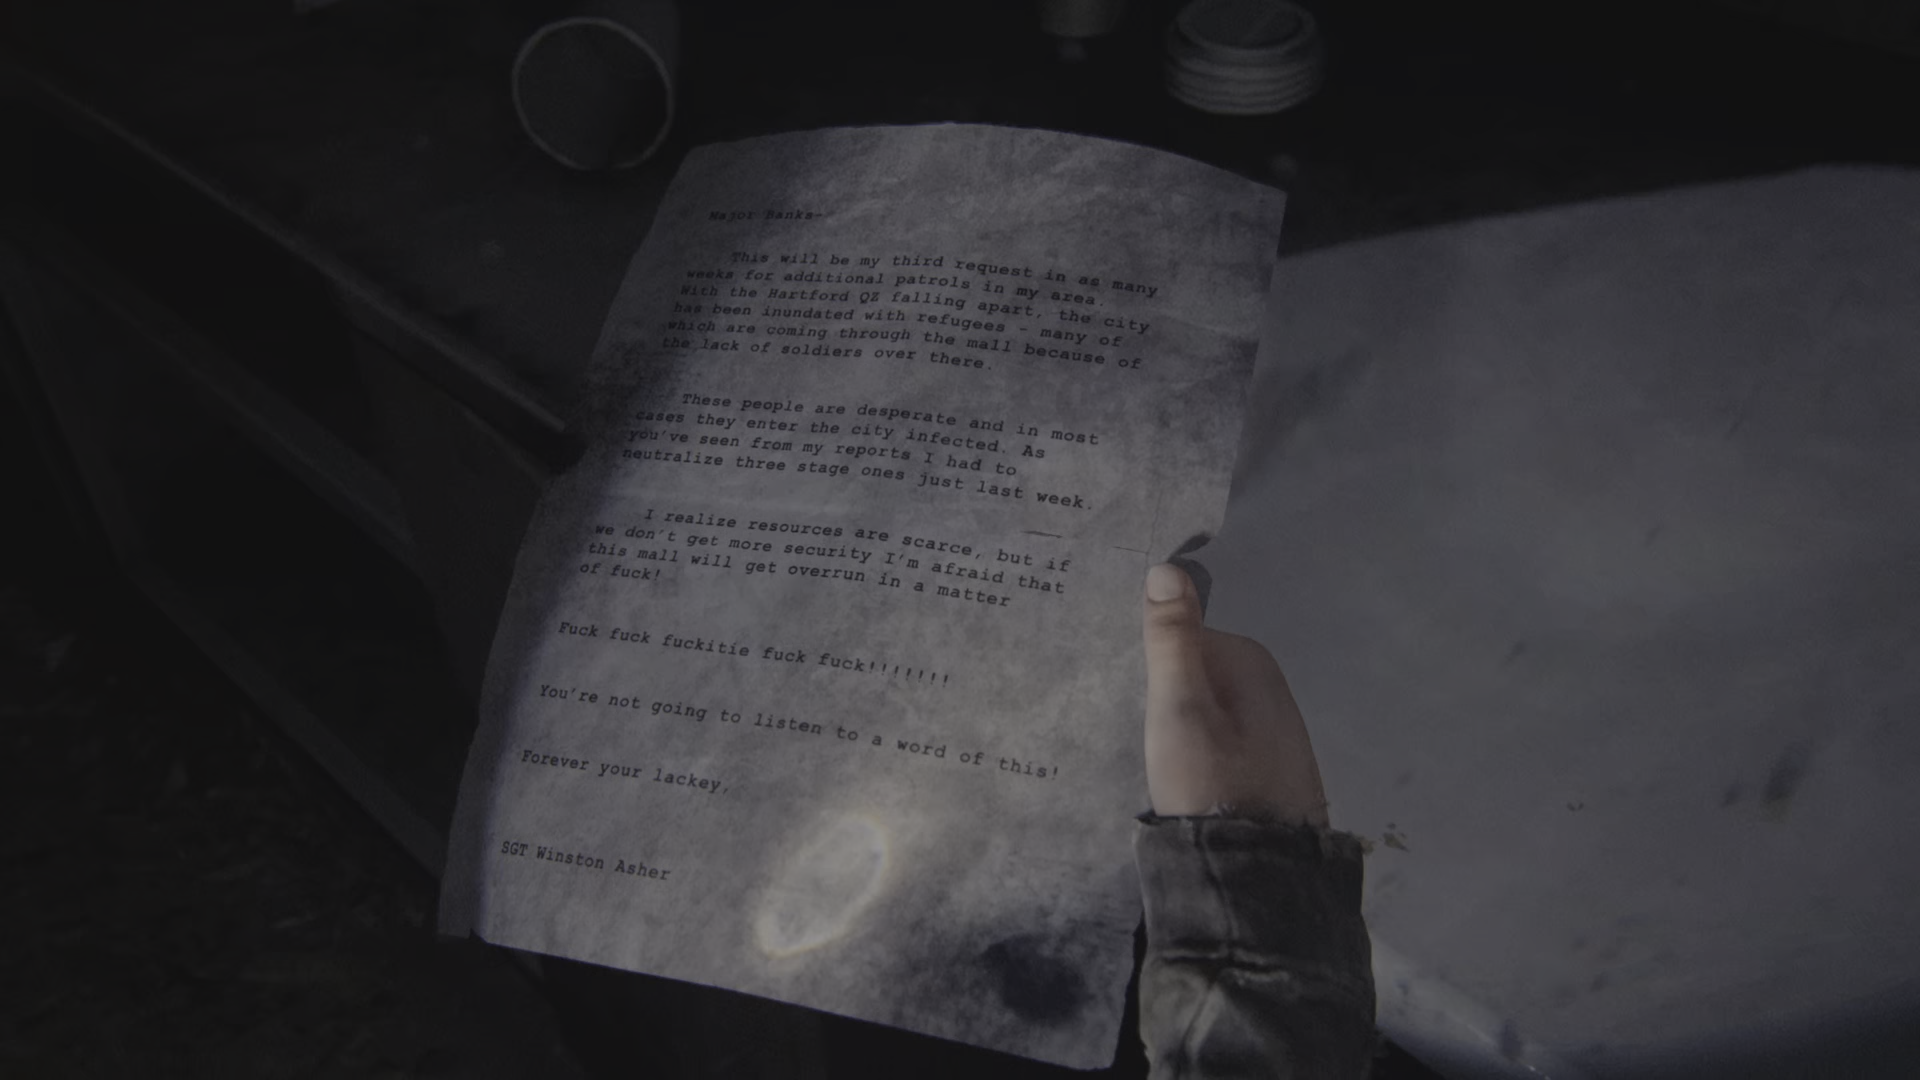 Major Banks-
This will be my third request in as many
weeks for additional patrols in my area.
With the Hartford QZ falling apart, the city
has been inundated with refugees - many of
which are coming through the mall because of
the lack of soldiers over there.
These people are desperate and in most
cases they enter the city infected. As
you've seen from my reports I had to
neutralize three stage ones just last week.
I realize resources are scarce, but if
we don't get more security I'm afraid that
this mall will get overrun in a matter
of fuck!
Fuck fuck fuckitie fuck fuck!!!!!!!
You're not going to listen to a word of this!
Forever your lackey,
SGT Winston Asher